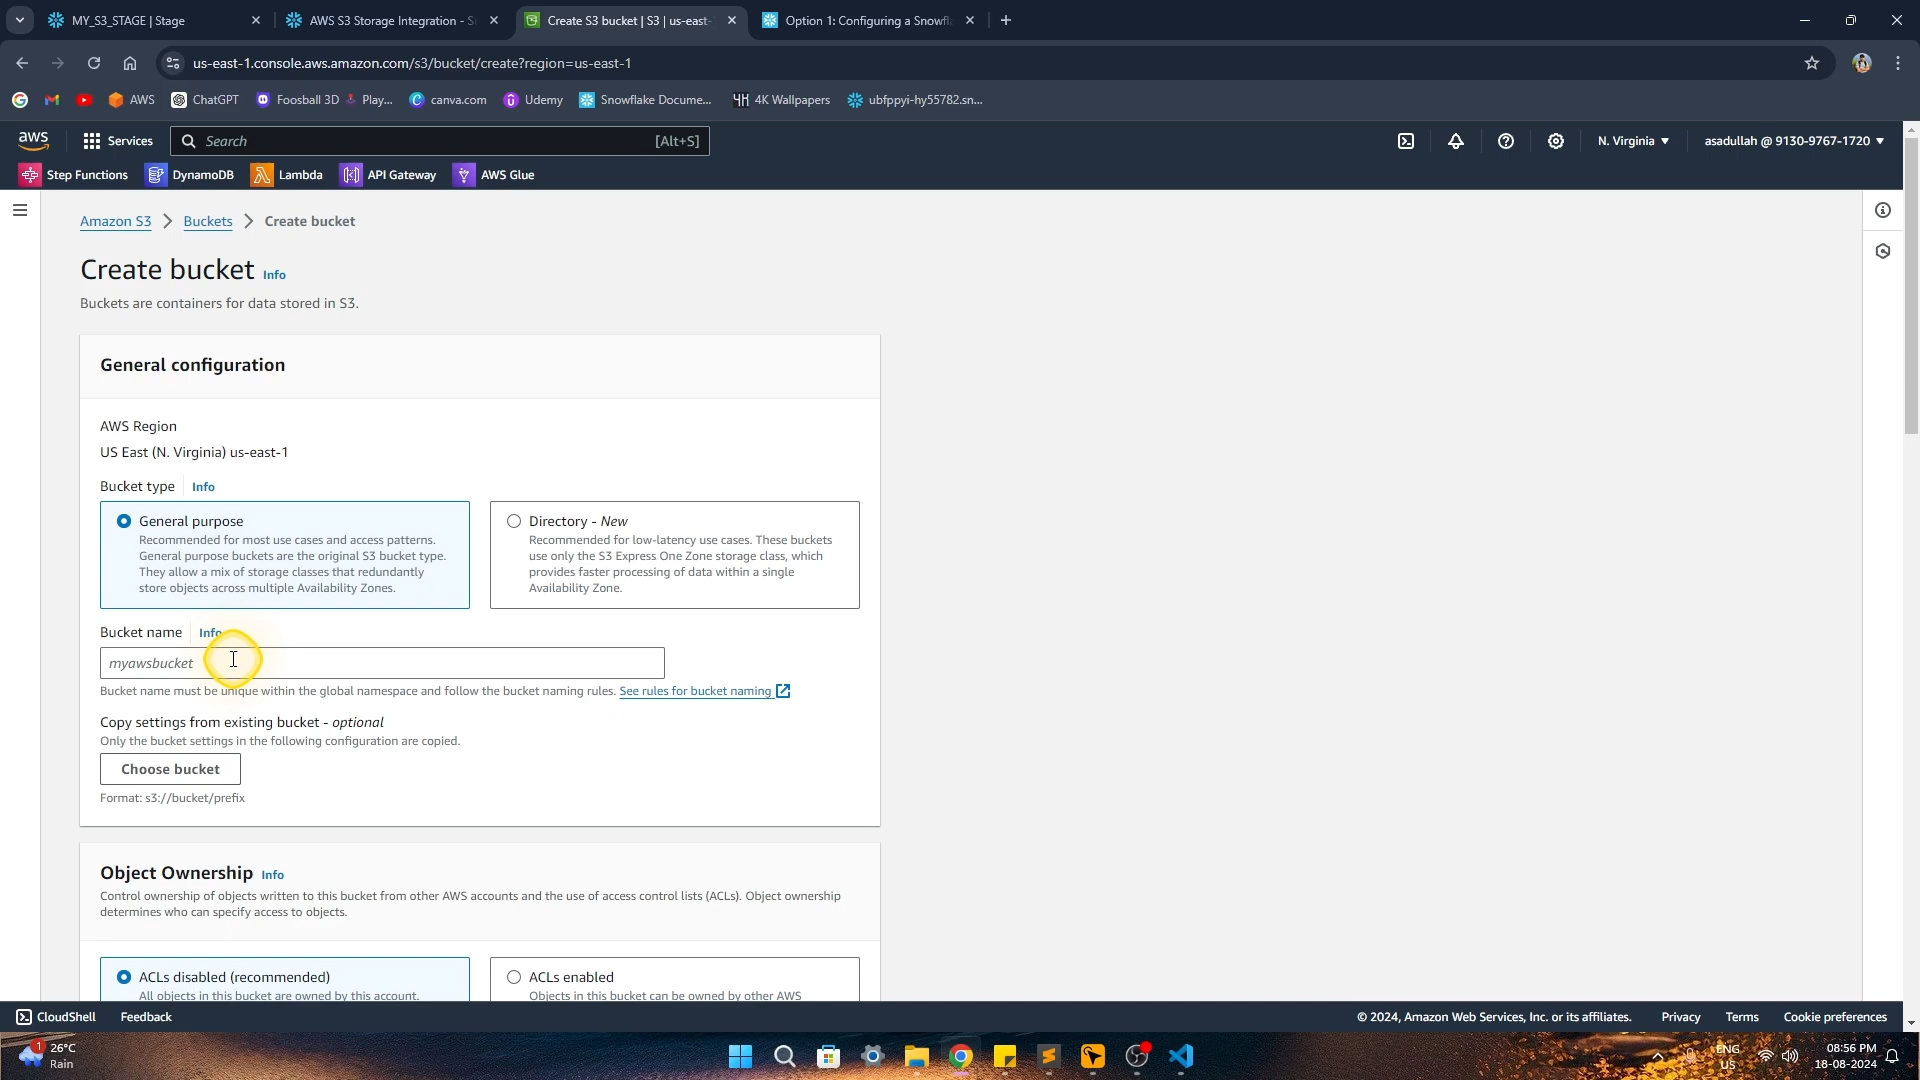 MY_S3_STAGE | Stage
AWS S3 Storage Integration - S
Create S3 bucket | S3 | us-east-
Option 1: Configuring a Snowfl
us-east-1.console.aws.amazon.com/s3/bucket/create?region=us-east-1
AWS
ChatGPT
Foosball 3D
Play...
canva.com
Udemy
Snowflake Docume...
4K Wallpapers
ubfppyi-hy55782.sn...
aws
Services
Search
[Alt+S]
N. Virginia
asadullah @ 9130-9767-1720
Step Functions
DynamoDB
Lambda
API Gateway
AWS Glue
Amazon S3
Buckets
Create bucket
Create bucket Info
Buckets are containers for data stored in S3.
General configuration
AWS Region
US East (N. Virginia) us-east-1
Bucket type Info
General purpose
Recommended for most use cases and access patterns.
General purpose buckets are the original S3 bucket type.
They allow a mix of storage classes that redundantly
store objects across multiple Availability Zones.
Directory - New
Recommended for low-latency use cases. These buckets
use only the S3 Express One Zone storage class, which
provides faster processing of data within a single
Availability Zone.
Bucket name Info
myawsbucket
Bucket name must be unique within the global namespace and follow the bucket naming rules. See rules for bucket naming
Copy settings from existing bucket - optional
Only the bucket settings in the following configuration are copied.
Choose bucket
Format: s3://bucket/prefix
Object Ownership Info
Control ownership of objects written to this bucket from other AWS accounts and the use of access control lists (ACLs). Object ownership
determines who can specify access to objects.
ACLs disabled (recommended)
All objects in this bucket are owned by this account.
ACLs enabled
Objects in this bucket can be owned by other AWS
CloudShell
Feedback
© 2024, Amazon Web Services, Inc. or its affiliates.
Privacy
Terms
Cookie preferences
1
26°C
Rain
ENG
US
08:56 PM
18-08-2024